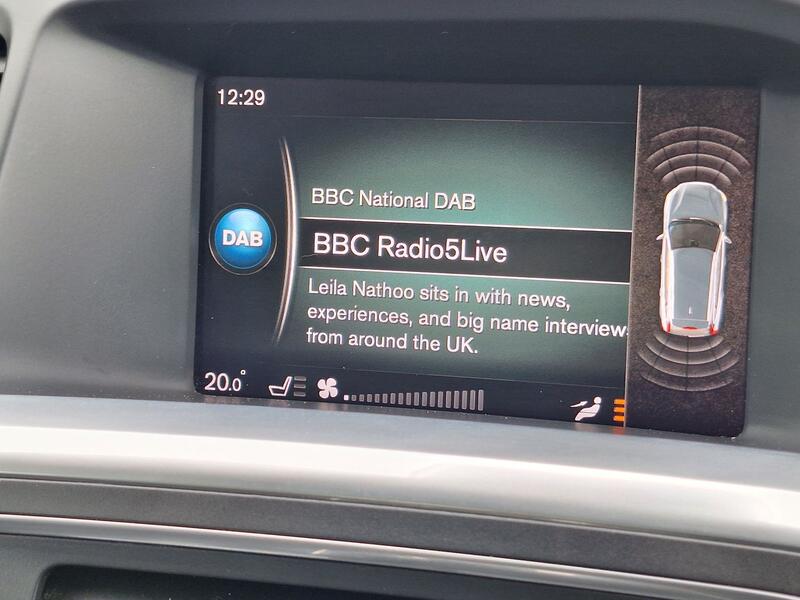 12:29
BBC National DAB
DAB
BBC Radio5Live
Leila Nathoo sits in with news,
experiences, and big name interview
from around the UK.
20.0°